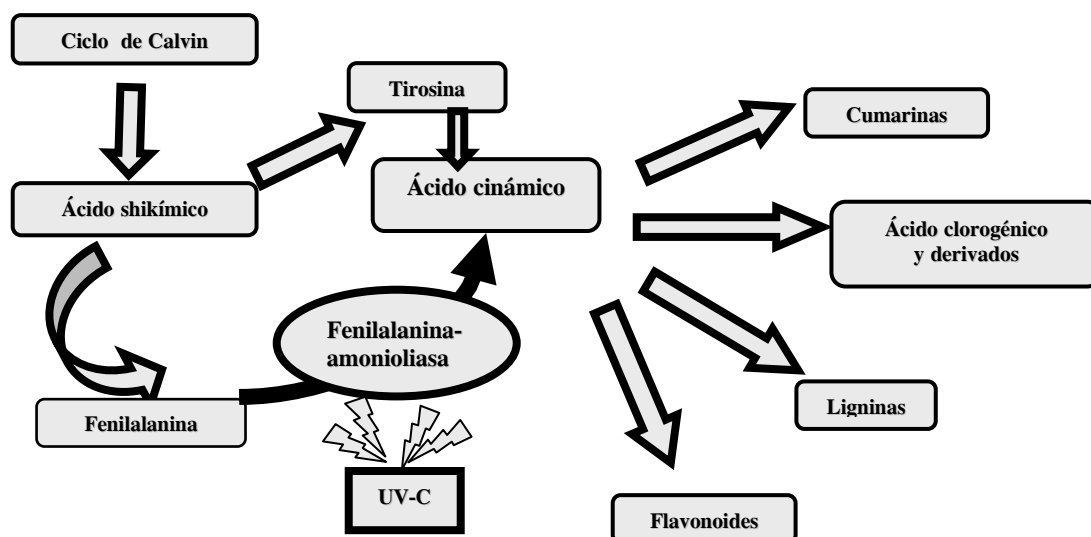 Ciclo de Calvin
Tirosina
Cumarinas
Ácido shikímico
Ácido cinámico
Ácido clorogénico
y derivados
Fenilalanina-
amonioliasa
Fenilalanina
Ligninas
UV-C
Flavonoides